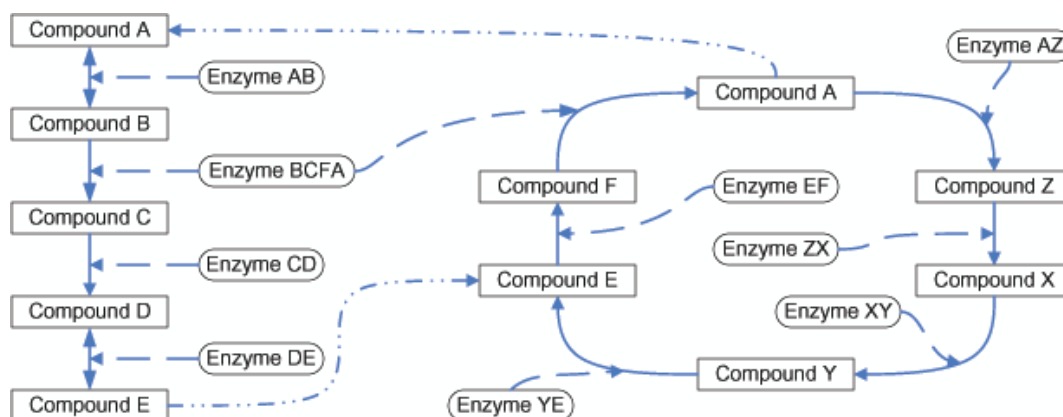 Compound A
Enzyme AB
Compound B
Enzyme BCFA
Compound C
Enzyme CD
Compound D
Enzyme DE
Compound E
Compound A
Enzyme AZ
Compound F
Enzyme EF
Compound Z
Enzyme ZX
Compound E
Compound X
Enzyme XY
Compound Y
Enzyme YE